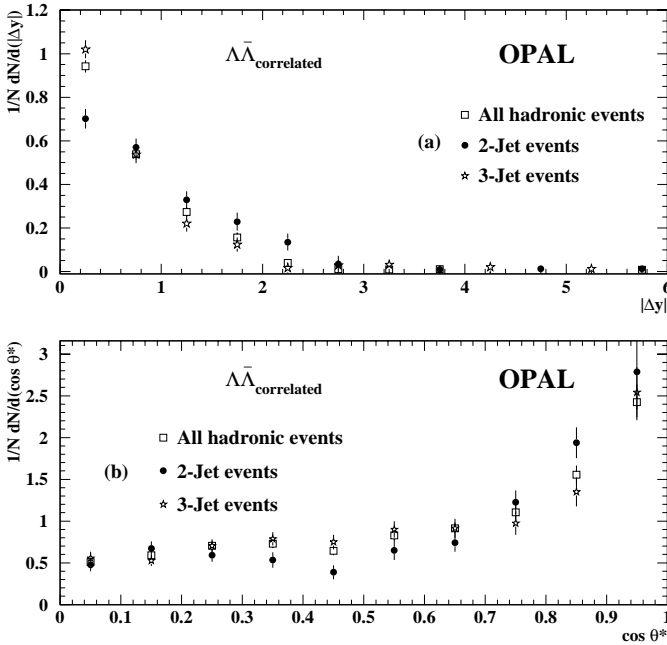 1/N dN/d(|Δy|)
1.2
1
0.8
0.6
0.4
0.2
0
ΛΛ̄correlated
OPAL
(a)
All hadronic events
2-Jet events
3-Jet events
0 1 2 3 4 5 6
|Δy|
1/N dN/d(cos θ*)
3
2.5
2
1.5
1
0.5
0
ΛΛ̄correlated
OPAL
(b)
All hadronic events
2-Jet events
3-Jet events
0 0.1 0.2 0.3 0.4 0.5 0.6 0.7 0.8 0.9 1
cos θ*